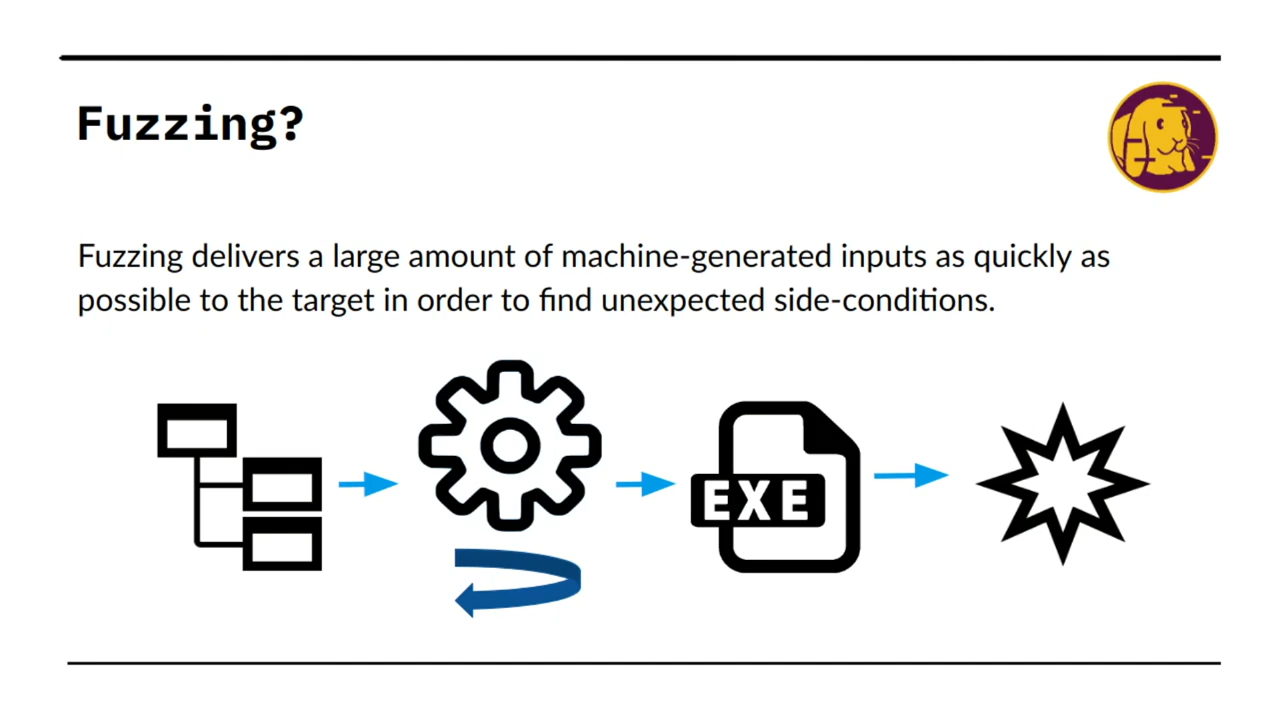 Fuzzing?
Fuzzing delivers a large amount of machine-generated inputs as quickly as
possible to the target in order to find unexpected side-conditions.
EXE